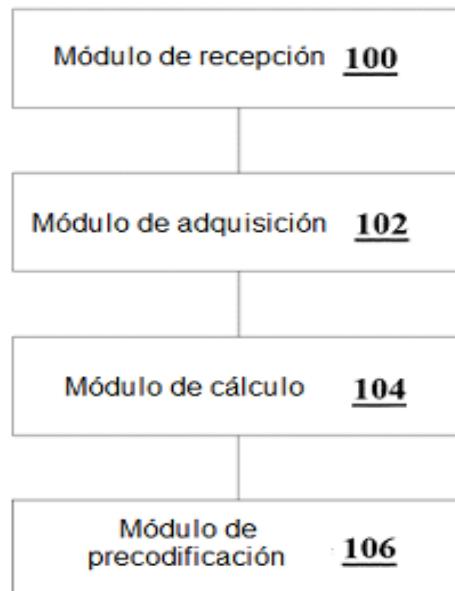 Módulo de recepción 100
Módulo de adquisición 102
Módulo de cálculo 104
Módulo de
precodificación 106